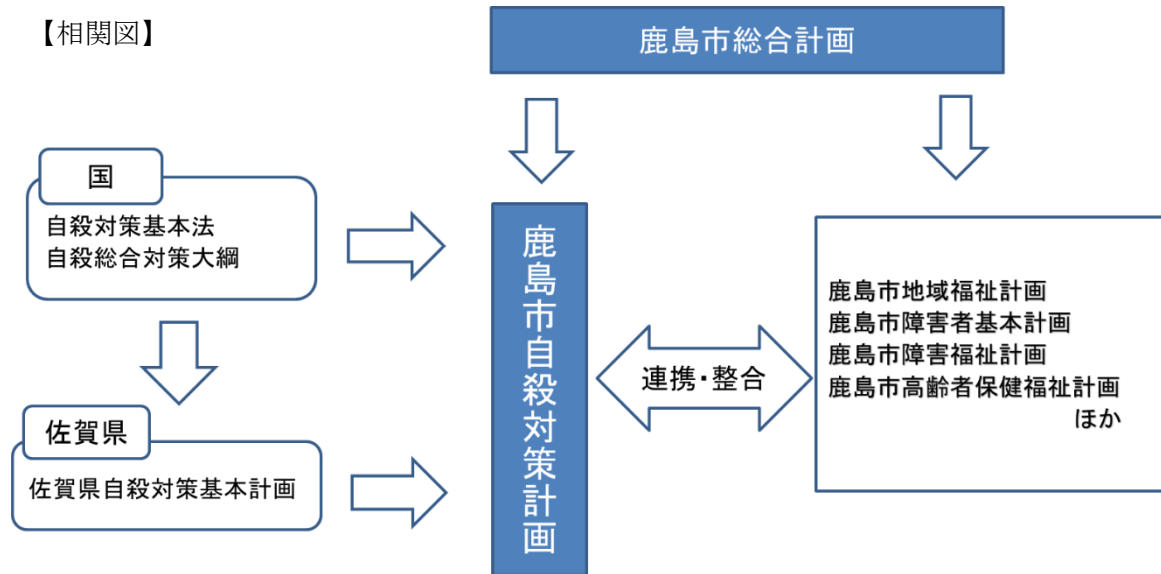 【相関図】
鹿島市総合計画
国
自殺対策基本法
自殺総合対策大綱
佐賀県
佐賀県自殺対策基本計画
鹿島市自殺対策計画
連携・整合
鹿島市地域福祉計画
鹿島市障害者基本計画
鹿島市障害福祉計画
鹿島市高齢者保健福祉計画
ほか